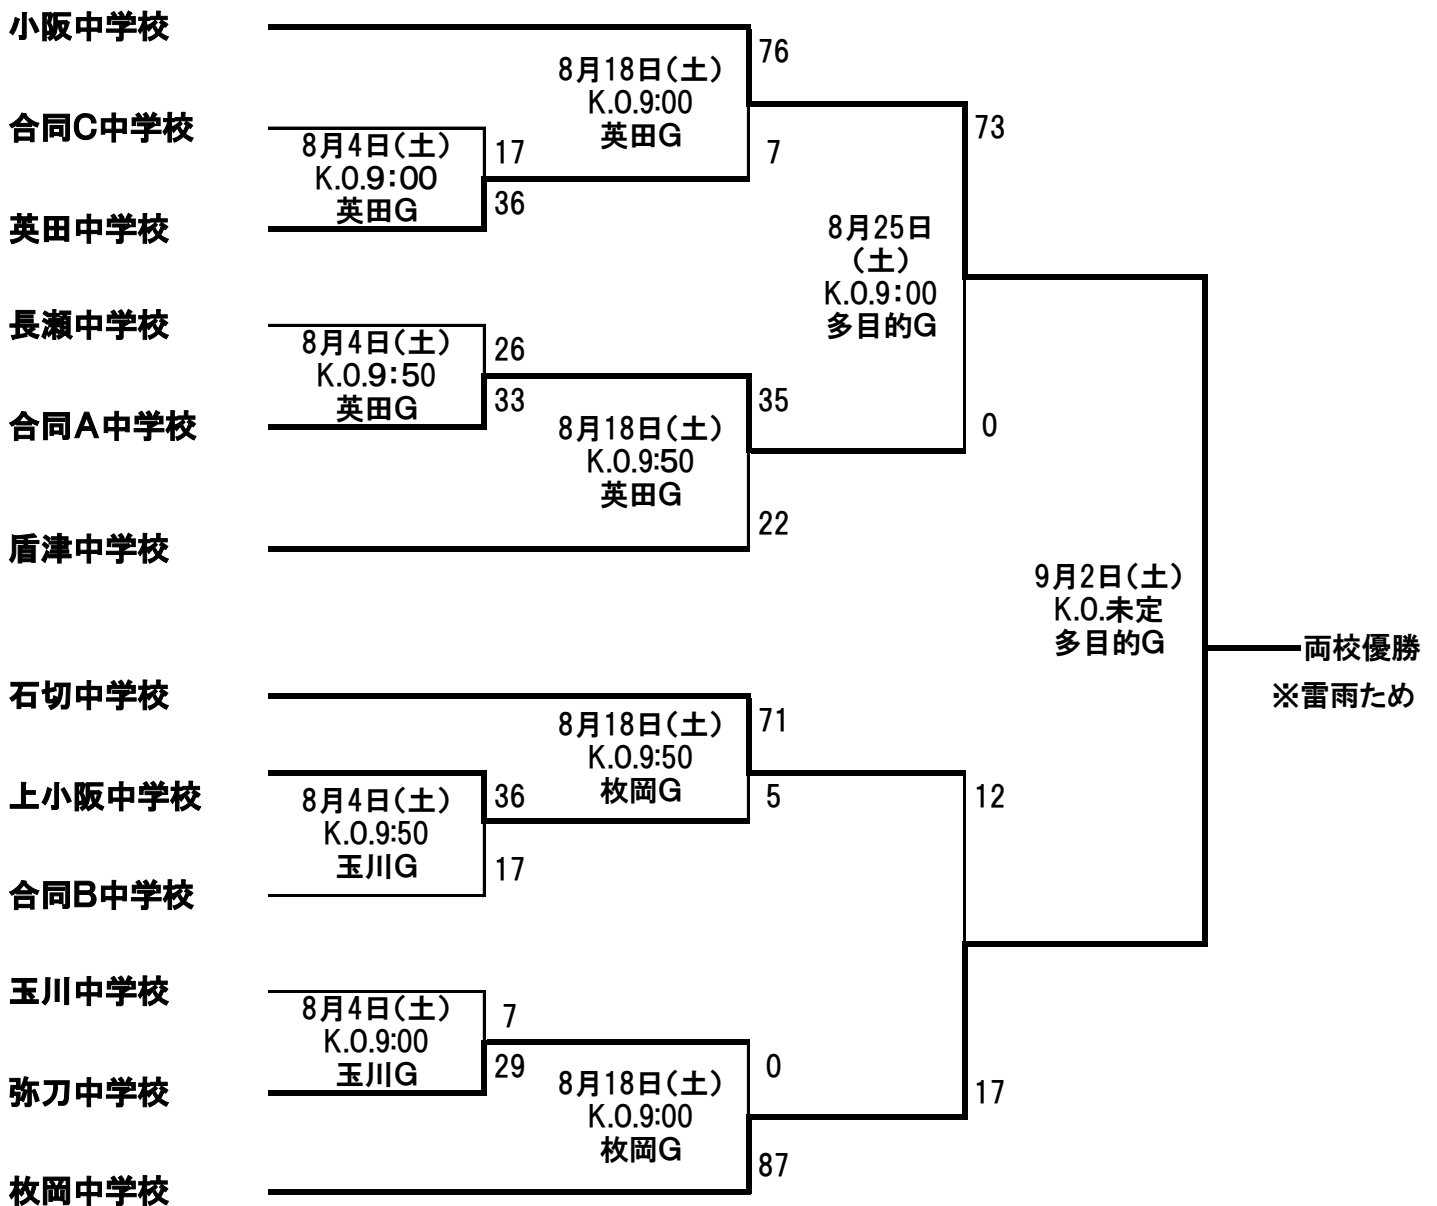 小阪中学校
76
8月18日(土)
K.O.9:00
英田G
合同C中学校
73
8月4日(土)
K.O.9:00
英田G
17
7
36
英田中学校
8月25日
(土)
K.O.9:00
多目的G
長瀬中学校
8月4日(土)
K.O.9:50
英田G
26
33
35
合同A中学校
8月18日(土)
K.O.9:50
英田G
0
22
盾津中学校
9月2日(土)
K.O.未定
多目的G
両校優勝
※雷雨ため
石切中学校
8月18日(土)
K.O.9:50
枚岡G
71
上小阪中学校
8月4日(土)
K.O.9:50
玉川G
36
5
12
17
合同B中学校
玉川中学校
8月4日(土)
K.O.9:00
玉川G
7
29
0
弥刀中学校
8月18日(土)
K.O.9:00
枚岡G
17
87
枚岡中学校